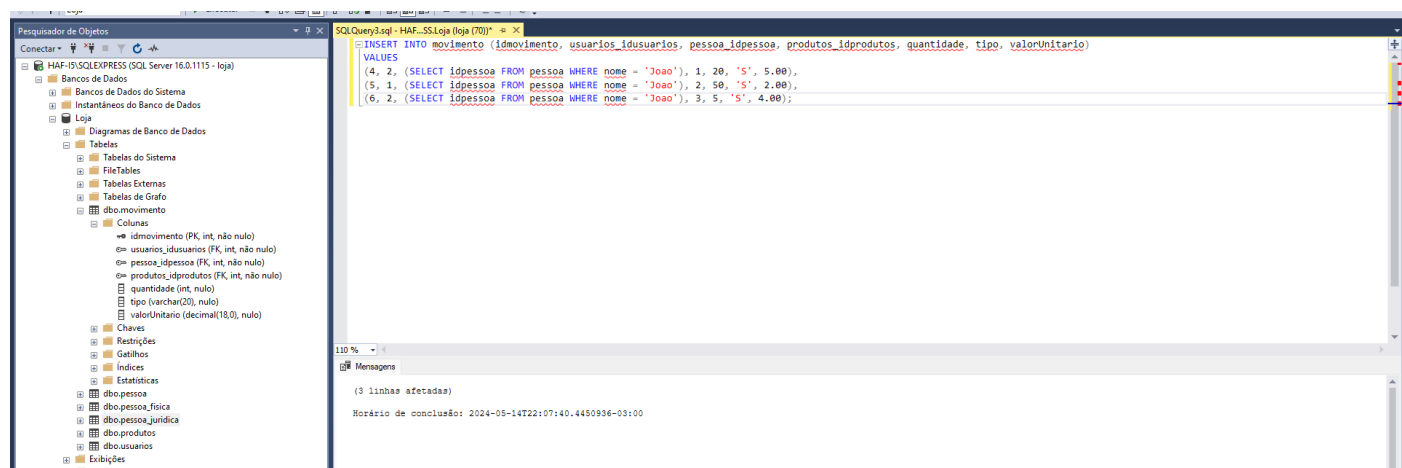 Loja
Pesquisador de Objetos
Conectar
HAF-I5\SQLEXPRESS (SQL Server 16.0.1115 - loja)
Bancos de Dados
Bancos de Dados do Sistema
Instantâneos do Banco de Dados
Loja
Diagramas de Banco de Dados
Tabelas
Tabelas do Sistema
FileTables
Tabelas Externas
Tabelas de Grafo
dbo.movimento
Colunas
idmovimento (PK, int, não nulo)
usuarios_idusuarios (FK, int, não nulo)
pessoa_idpessoa (FK, int, não nulo)
produtos_idprodutos (FK, int, não nulo)
quantidade (int, nulo)
tipo (varchar(20), nulo)
valorUnitario (decimal(18,0), nulo)
Chaves
Restrições
Gatilhos
Índices
Estatísticas
dbo.pessoa
dbo.pessoa_fisica
dbo.pessoa_juridica
dbo.produtos
dbo.usuarios
Exibições
SQLQuery3.sql - HAF...SS.Loja (loja (70))*
INSERT INTO movimento (idmovimento, usuarios_idusuarios, pessoa_idpessoa, produtos_idprodutos, quantidade, tipo, valorUnitario)
VALUES
(4, 2, (SELECT idpessoa FROM pessoa WHERE nome = 'Joao'), 1, 20, 'S', 5.00),
(5, 1, (SELECT idpessoa FROM pessoa WHERE nome = 'Joao'), 2, 50, 'S', 2.00),
(6, 2, (SELECT idpessoa FROM pessoa WHERE nome = 'Joao'), 3, 5, 'S', 4.00);
110 %
Mensagens
(3 linhas afetadas)
Horário de conclusão: 2024-05-14T22:07:40.4450936-03:00